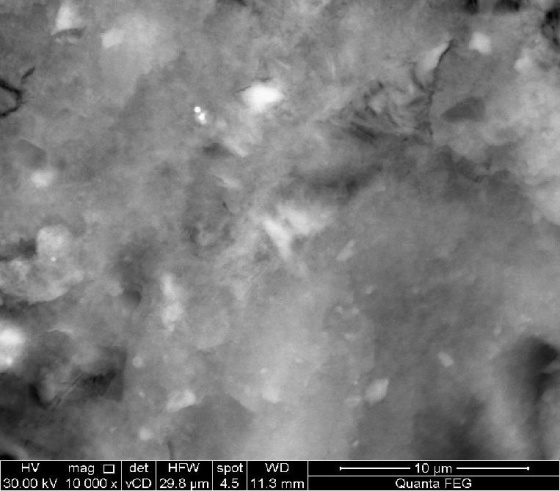 HV mag □ det HFW spot WD 10 µm
30.00 kV 10 000 x vCD 29.8 µm 4.5 11.3 mm Quanta FEG